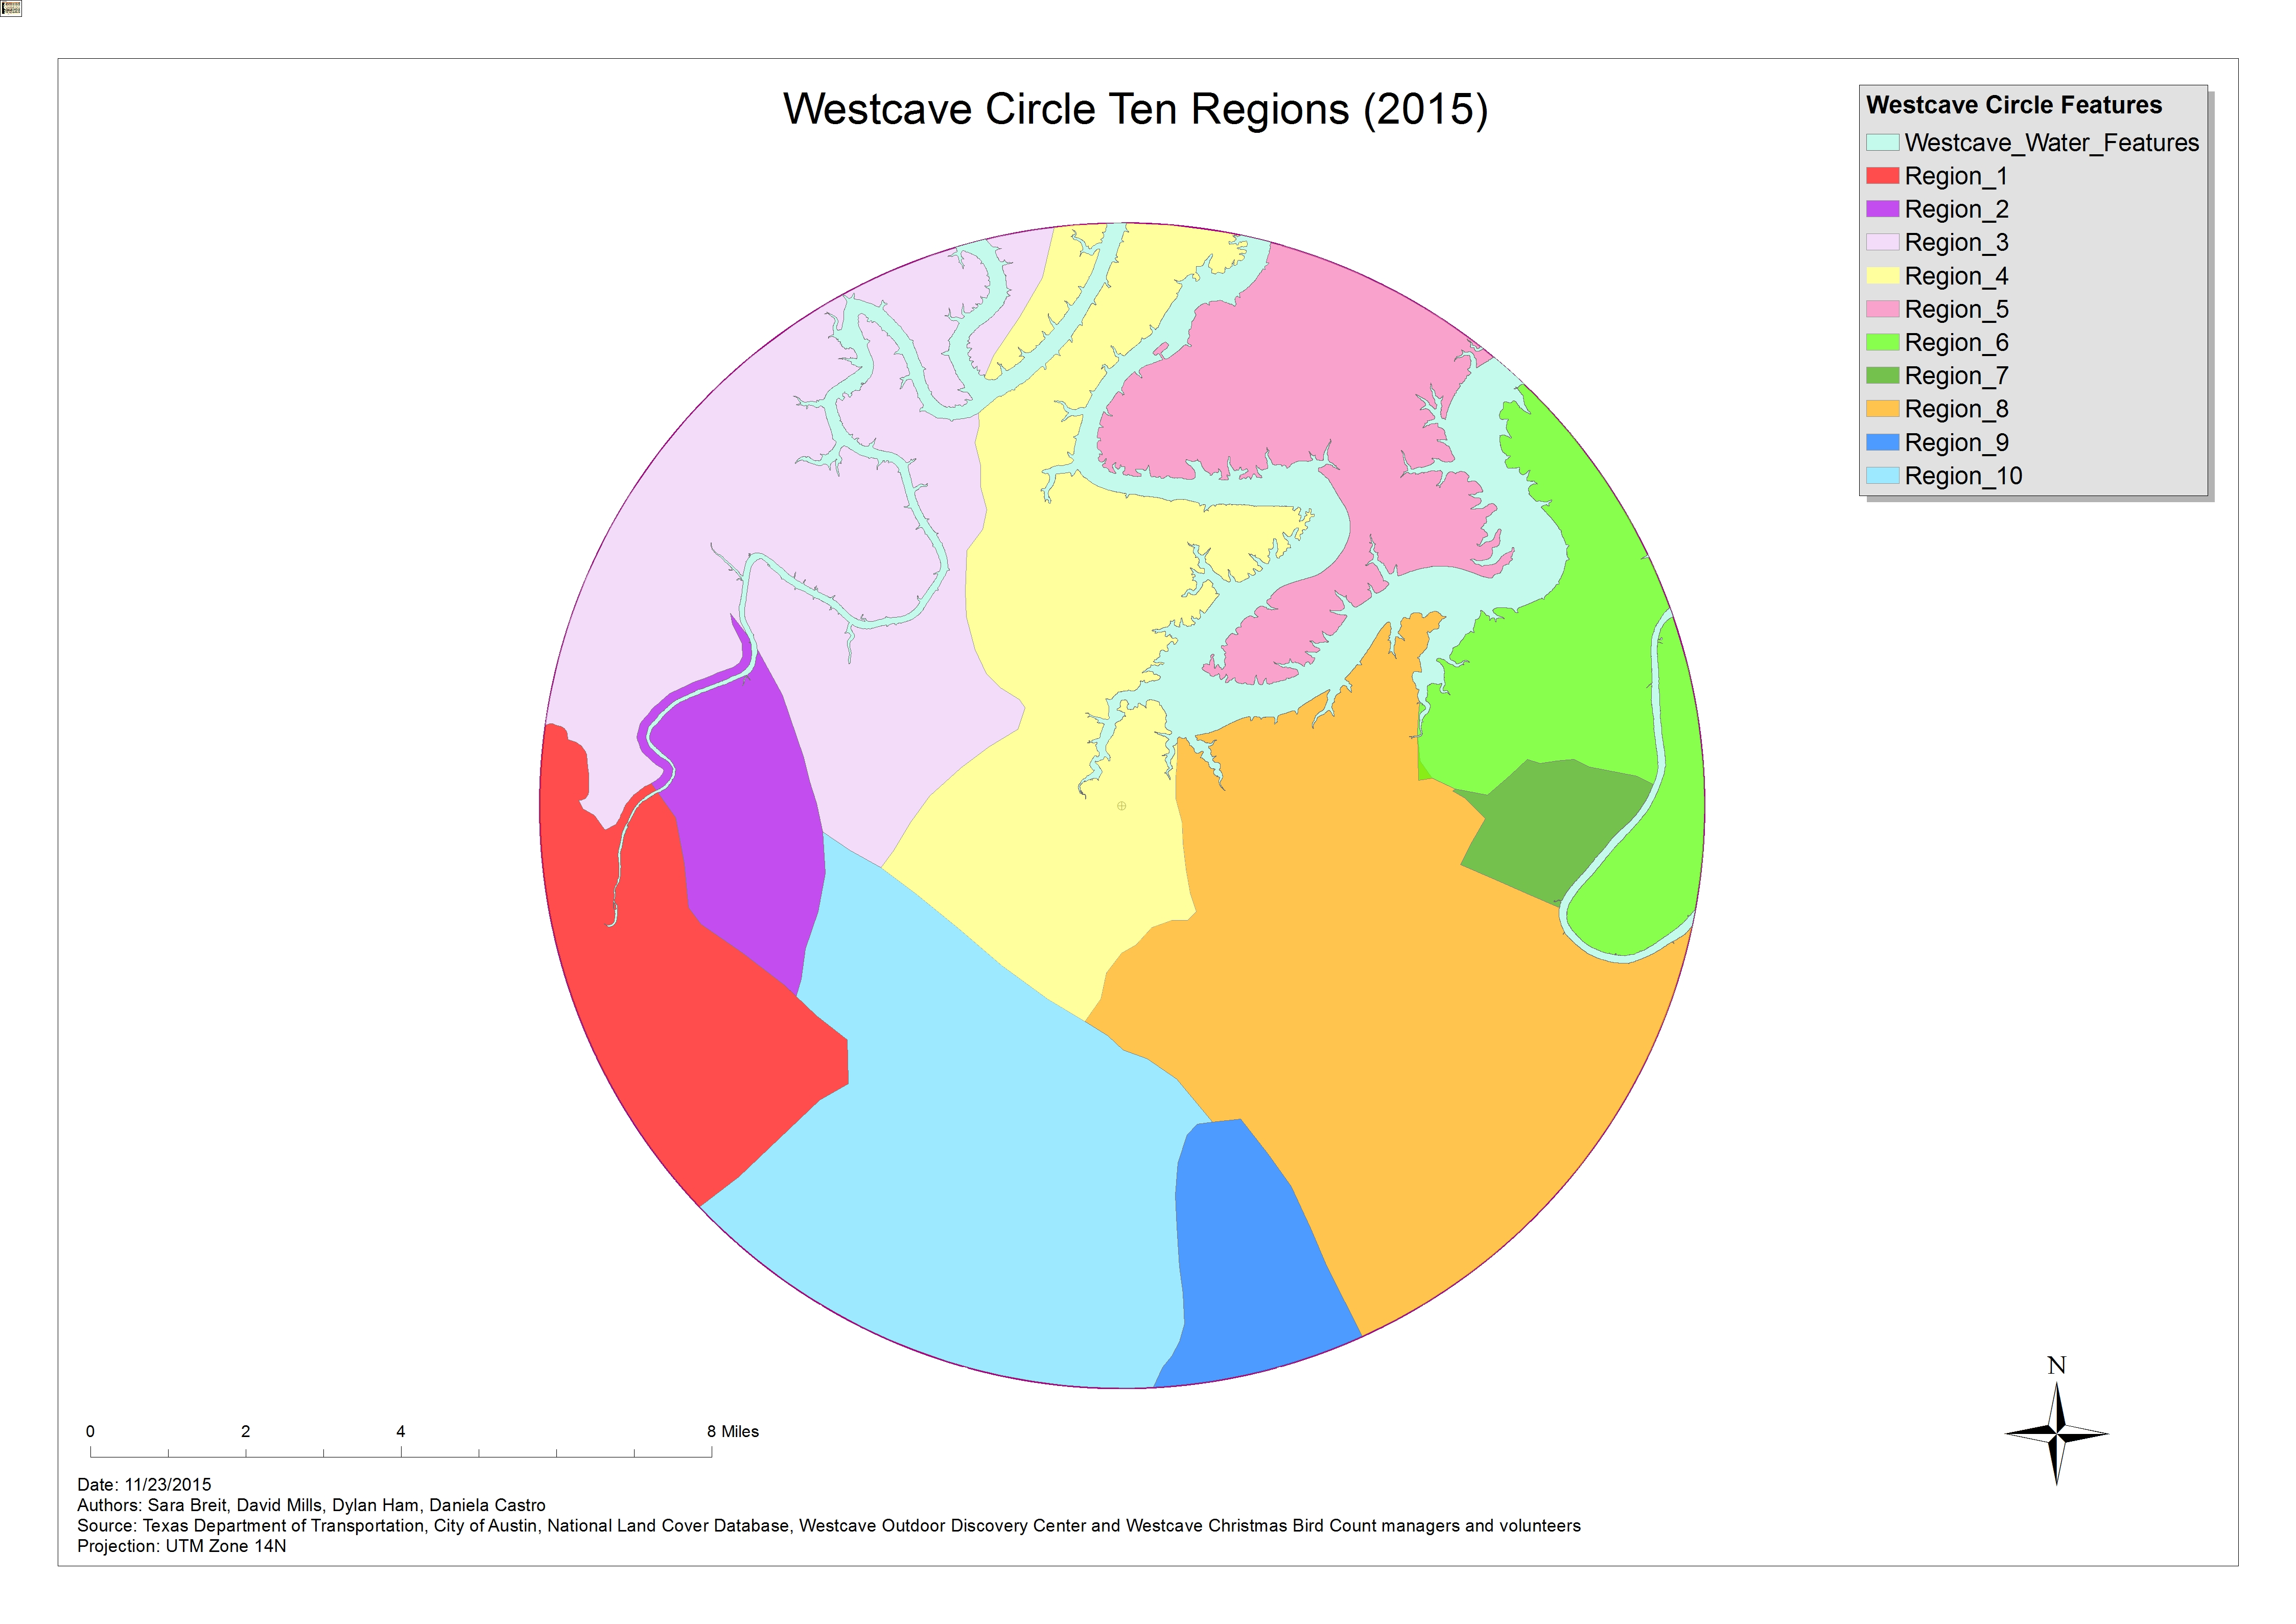 Westcave Circle Ten Regions (2015)
Westcave Circle Features
Westcave_Water_Features
Region_1
Region_2
Region_3
Region_4
Region_5
Region_6
Region_7
Region_8
Region_9
Region_10
N
0 2 4 8 Miles
Date: 11/23/2015
Authors: Sara Breit, David Mills, Dylan Ham, Daniela Castro
Source: Texas Department of Transportation, City of Austin, National Land Cover Database, Westcave Outdoor Discovery Center and Westcave Christmas Bird Count managers and volunteers
Projection: UTM Zone 14N